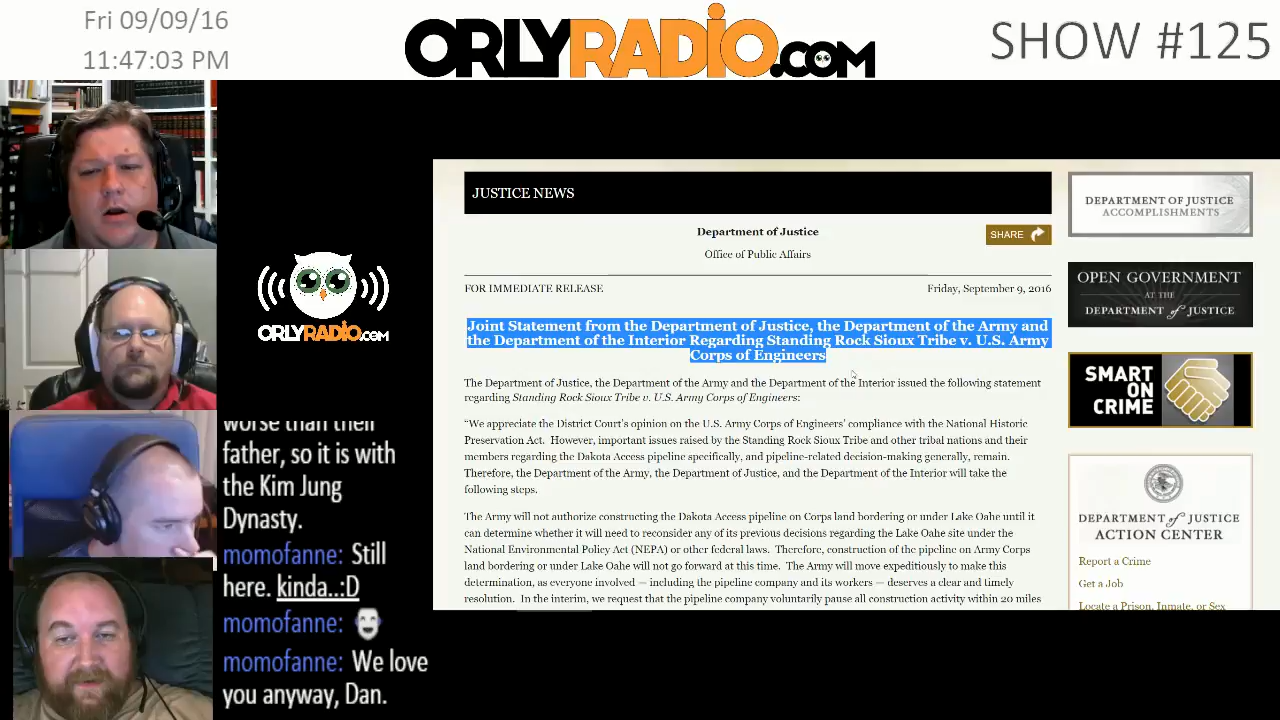 Fri 09/09/16
11:47:03 PM
ORLYRADIO.COM
SHOW #125
ORLYRADIO.COM
worse than their
father, so it is with
the Kim Jung
Dynasty.
momofanne: Still
here. kinda..:D
momofanne:
momofanne: We love
you anyway, Dan.
JUSTICE NEWS
Department of Justice
SHARE
Office of Public Affairs
FOR IMMEDIATE RELEASE
Friday, September 9, 2016
Joint Statement from the Department of Justice, the Department of the Army and
the Department of the Interior Regarding Standing Rock Sioux Tribe v. U.S. Army
Corps of Engineers
The Department of Justice, the Department of the Army and the Department of the Interior issued the following statement
regarding Standing Rock Sioux Tribe v. U.S. Army Corps of Engineers:
“We appreciate the District Court’s opinion on the U.S. Army Corps of Engineers’ compliance with the National Historic
Preservation Act.  However, important issues raised by the Standing Rock Sioux Tribe and other tribal nations and their
members regarding the Dakota Access pipeline specifically, and pipeline-related decision-making generally, remain.
Therefore, the Department of the Army, the Department of Justice, and the Department of the Interior will take the
following steps.
The Army will not authorize constructing the Dakota Access pipeline on Corps land bordering or under Lake Oahe until it
can determine whether it will need to reconsider any of its previous decisions regarding the Lake Oahe site under the
National Environmental Policy Act (NEPA) or other federal laws.  Therefore, construction of the pipeline on Army Corps
land bordering or under Lake Oahe will not go forward at this time.  The Army will move expeditiously to make this
determination, as everyone involved — including the pipeline company and its workers — deserves a clear and timely
resolution.  In the interim, we request that the pipeline company voluntarily pause all construction activity within 20 miles
DEPARTMENT OF JUSTICE
ACCOMPLISHMENTS
OPEN GOVERNMENT
AT THE
DEPARTMENT of JUSTICE
SMART
ON
CRIME
DEPARTMENT of JUSTICE
ACTION CENTER
Report a Crime
Get a Job
Locate a Prison, Inmate, or Sex